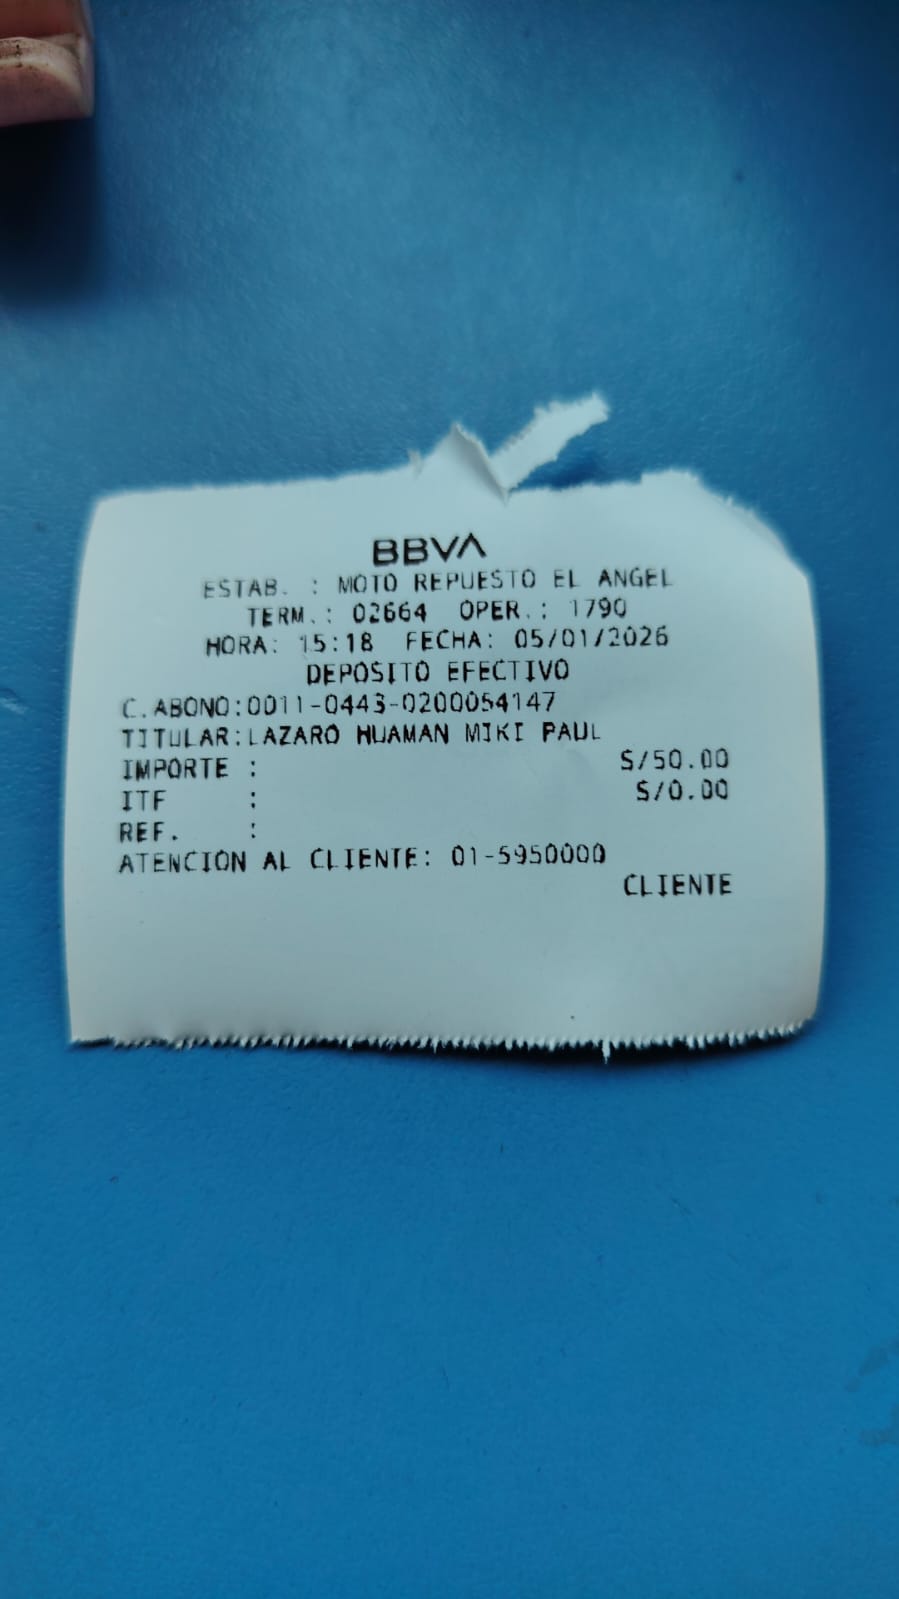 BBVA
ESTAB. : MOTO REPUESTO EL ANGEL
TERM.: 02664 OPER.: 1790
HORA: 15:18 FECHA: 05/01/2026
DEPOSITO EFECTIVO
C.ABONO:0011-0443-0200054147
TITULAR:LAZARO HUAMAN MIKI PAUL
IMPORTE : S/50.00
ITF : S/0.00
REF. :
ATENCION AL CLIENTE: 01-5950000
CLIENTE